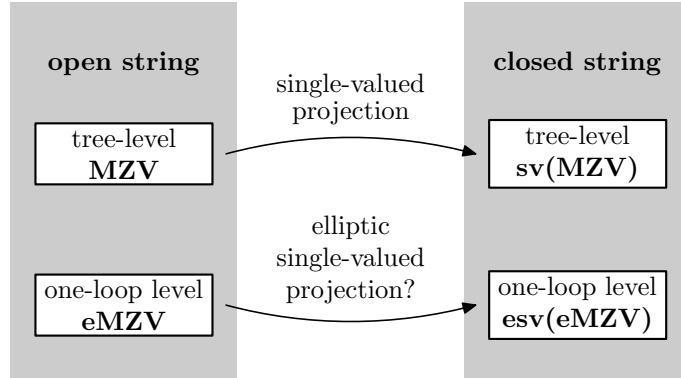 open string
closed string
single-valued
projection
tree-level
MZV
tree-level
sv(MZV)
elliptic
single-valued
projection?
one-loop level
eMZV
one-loop level
esv(eMZV)